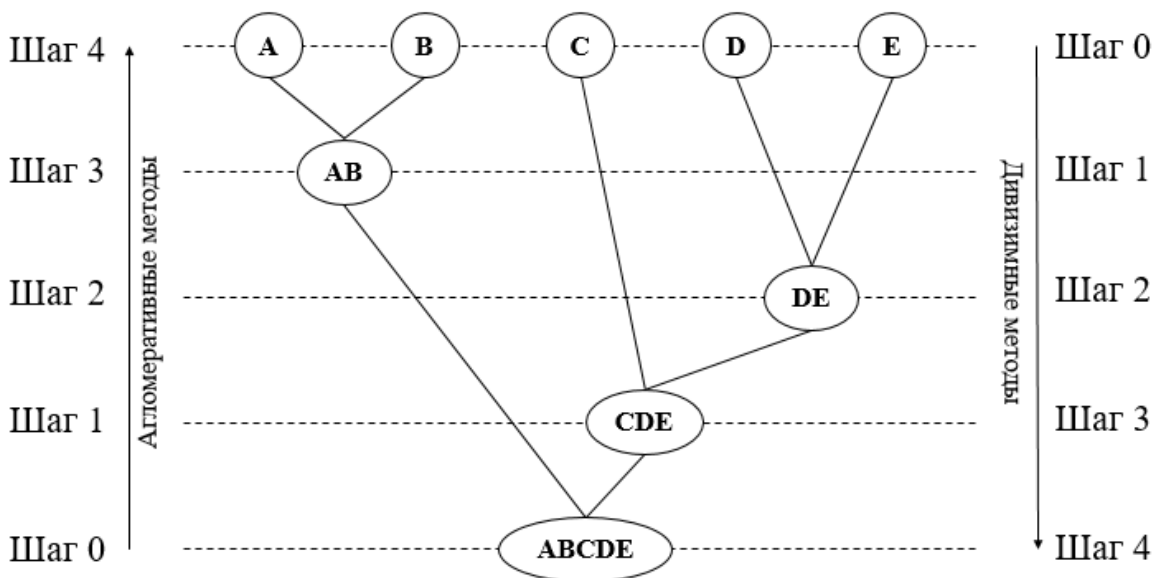 Шаг 4 A B C D E Шаг 0
Шаг 3 AB Шаг 1
Агломеративные методы
Дивизимные методы
Шаг 2 DE Шаг 2
Шаг 1 CDE Шаг 3
Шаг 0 ABCDE Шаг 4